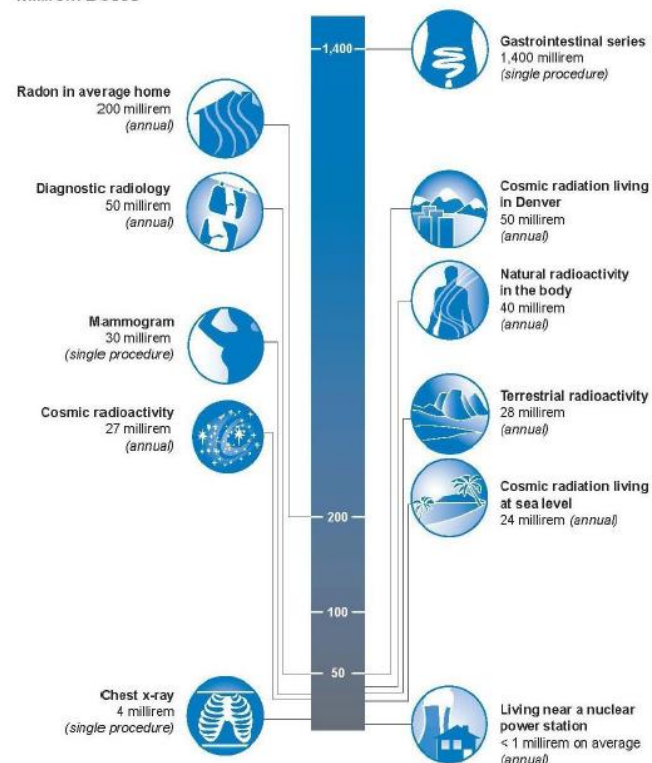 Gastrointestinal series
1,400 millirem
(single procedure)
Radon in average home
200 millirem
(annual)
Diagnostic radiology
50 millirem
(annual)
Cosmic radiation living
in Denver
50 millirem
(annual)
Natural radioactivity
in the body
40 millirem
(annual)
Mammogram
30 millirem
(single procedure)
Terrestrial radioactivity
28 millirem
(annual)
Cosmic radioactivity
27 millirem
(annual)
Cosmic radiation living
at sea level
24 millirem (annual)
Chest x-ray
4 millirem
(single procedure)
Living near a nuclear
power station
< 1 millirem on average
(annual)
1,400
200
100
50